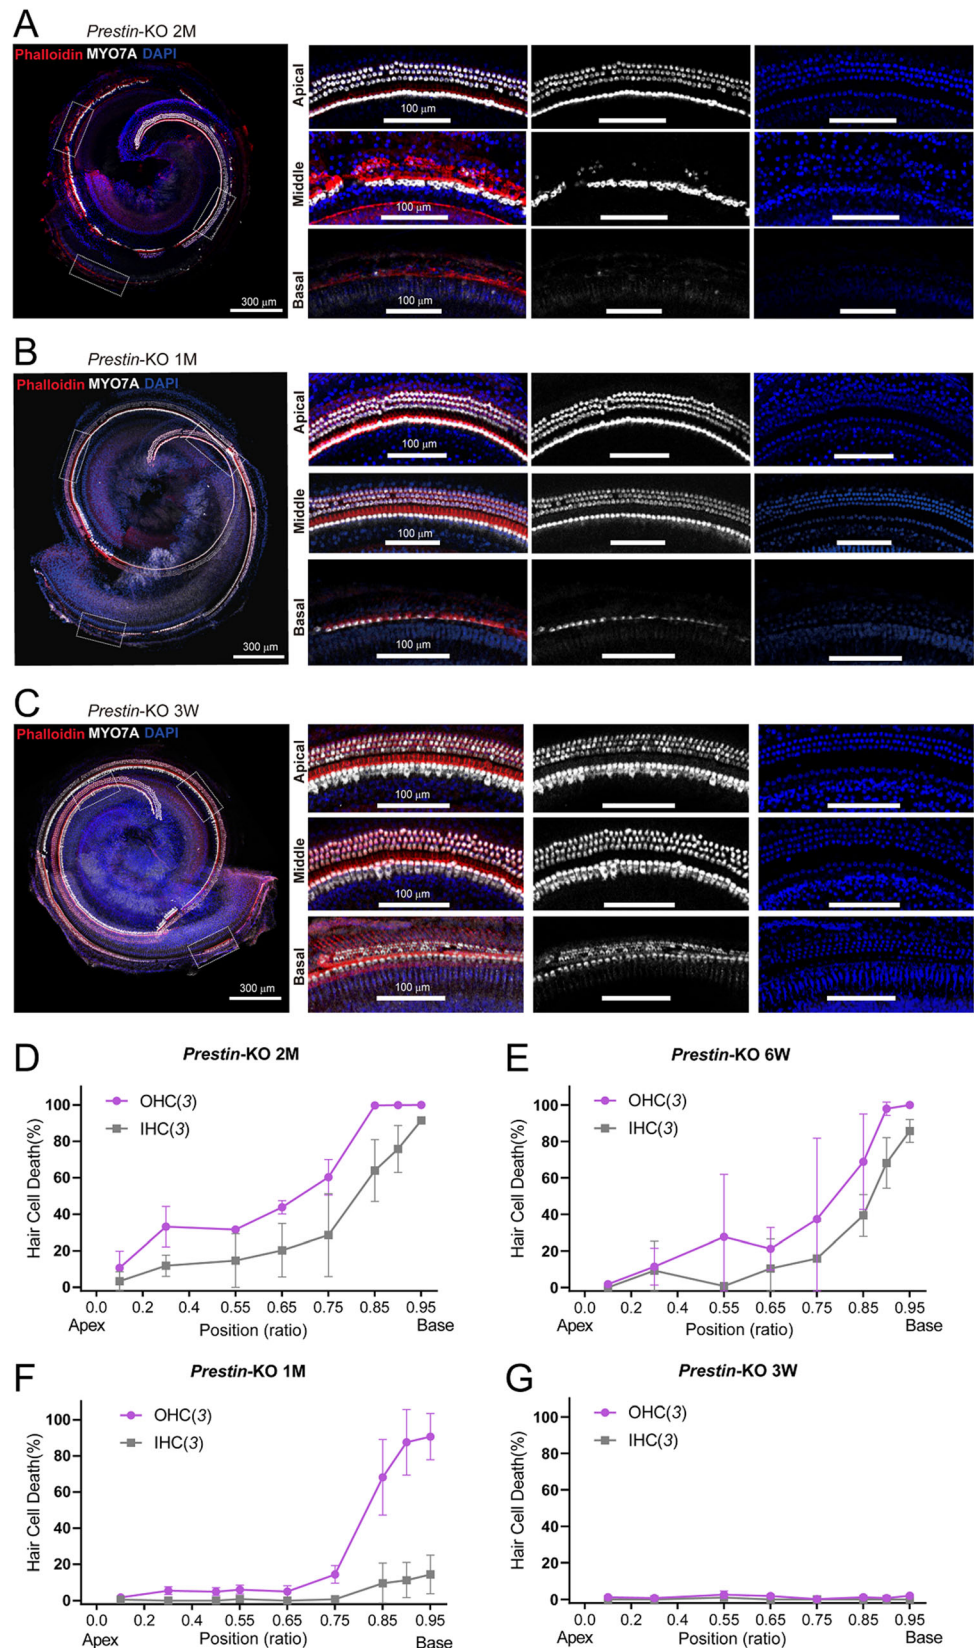 A
Prestin-KO 2M
Phalloidin MYO7A DAPI
300 μm
Apical
100 μm
Middle
100 μm
Basal
100 μm
B
Prestin-KO 1M
Phalloidin MYO7A DAPI
300 μm
Apical
100 μm
Middle
100 μm
Basal
100 μm
C
Prestin-KO 3W
Phalloidin MYO7A DAPI
300 μm
Apical
100 μm
Middle
100 μm
Basal
100 μm
D
Prestin-KO 2M
OHC(3)
IHC(3)
Hair Cell Death(%)
100
80
60
40
20
0
0.0 0.2 0.4 0.55 0.65 0.75 0.85 0.95
Apex Position (ratio) Base
E
Prestin-KO 6W
OHC(3)
IHC(3)
Hair Cell Death(%)
100
80
60
40
20
0
0.0 0.2 0.4 0.55 0.65 0.75 0.85 0.95
Apex Position (ratio) Base
F
Prestin-KO 1M
OHC(3)
IHC(3)
Hair Cell Death(%)
100
80
60
40
20
0
0.0 0.2 0.4 0.55 0.65 0.75 0.85 0.95
Apex Position (ratio) Base
G
Prestin-KO 3W
OHC(3)
IHC(3)
Hair Cell Death(%)
100
80
60
40
20
0
0.0 0.2 0.4 0.55 0.65 0.75 0.85 0.95
Apex Position (ratio) Base